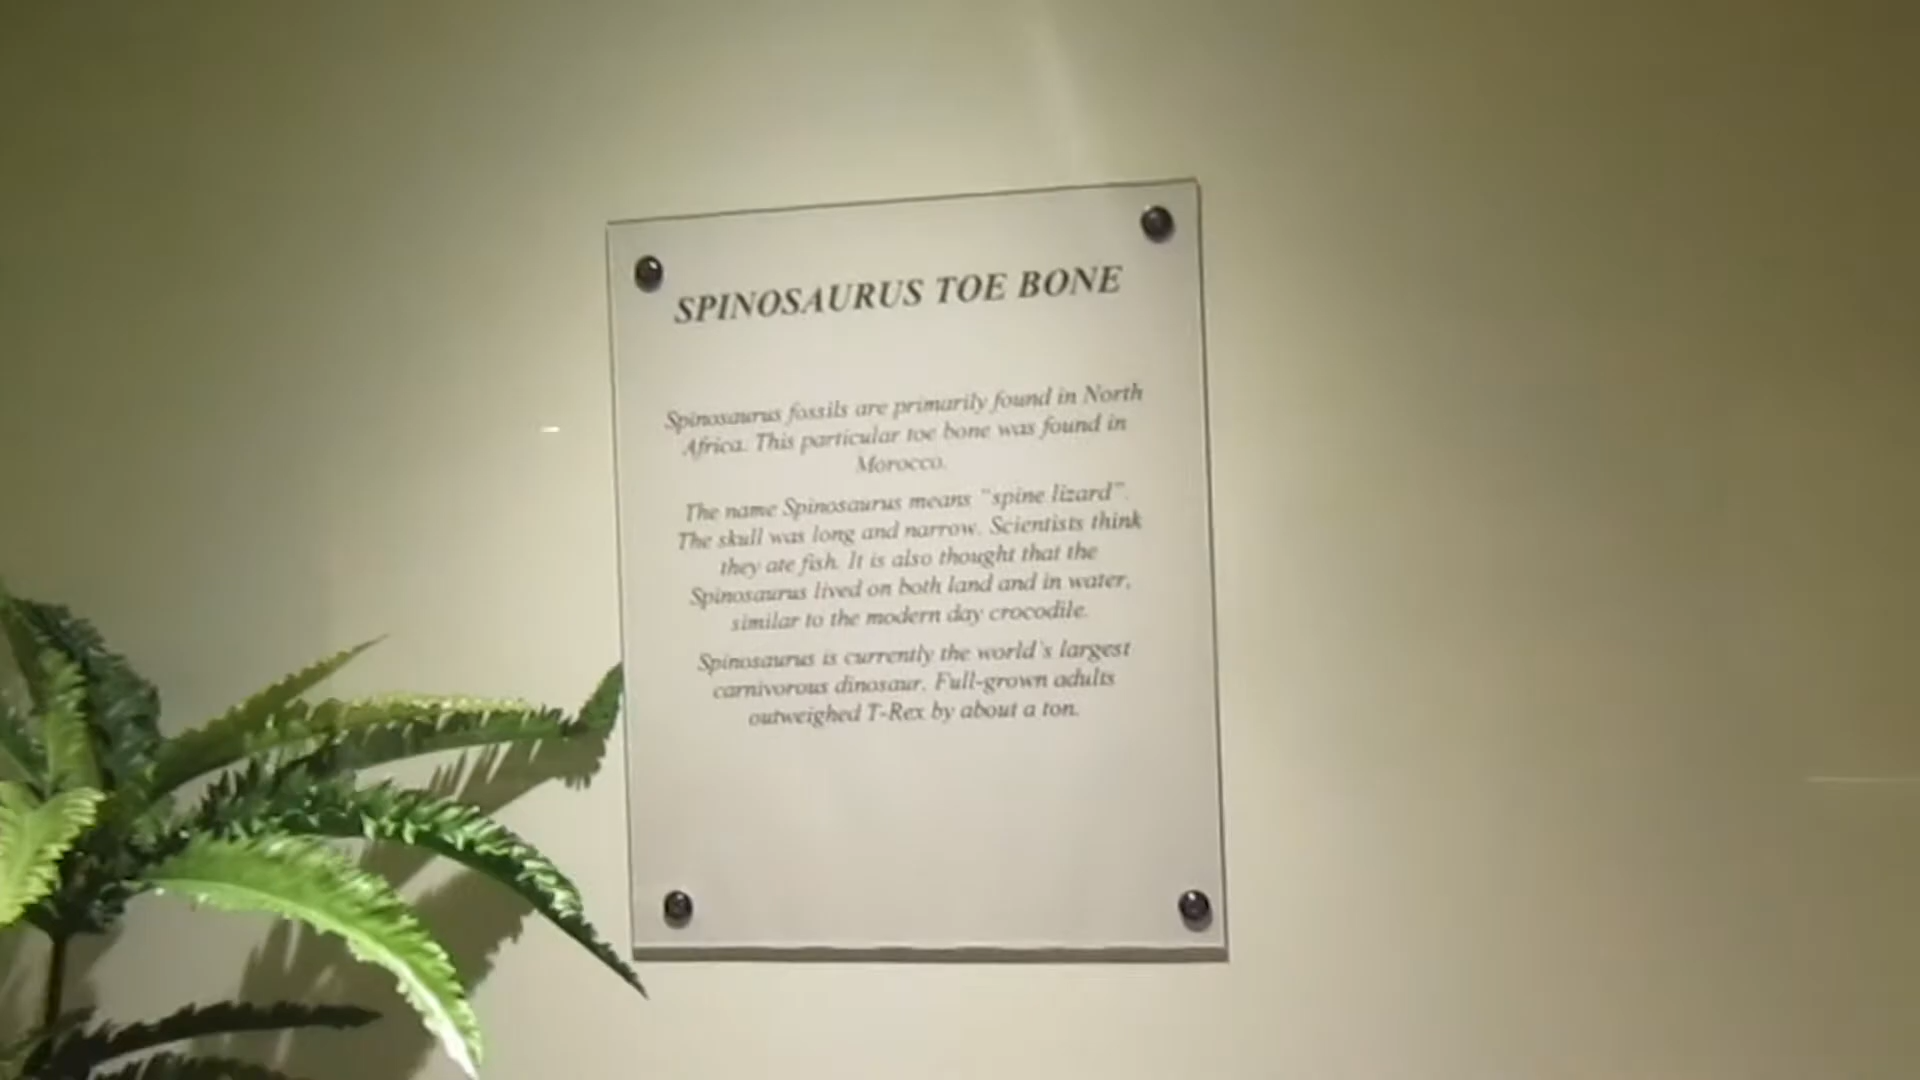 SPINOSAURUS TOE BONE
Spinosaurus fossils are primarily found in North
Africa. This particular toe bone was found in
Morocco.
The name Spinosaurus means "spine lizard".
The skull was long and narrow. Scientists think
they ate fish. It is also thought that the
Spinosaurus lived on both land and in water,
similar to the modern day crocodile.
Spinosaurus is currently the world's largest
carnivorous dinosaur. Full-grown adults
outweighed T-Rex by about a ton.